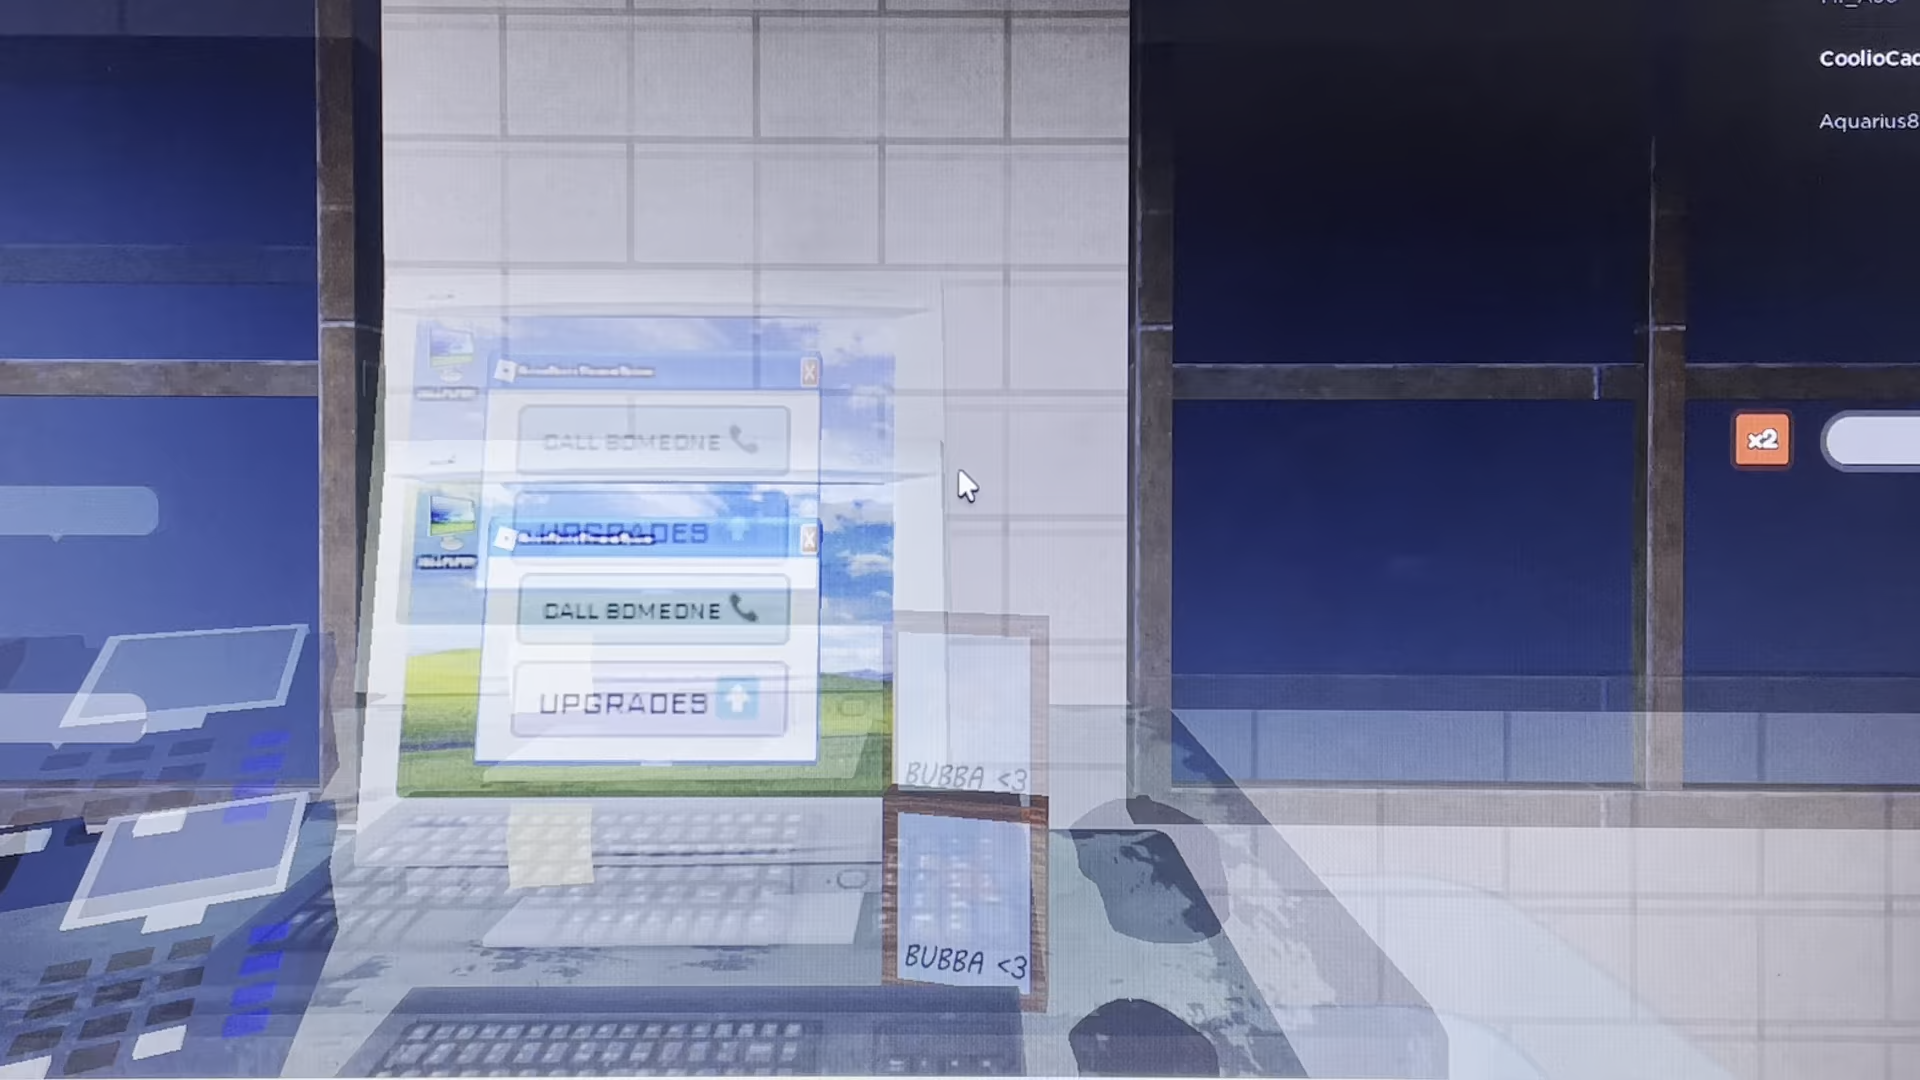 CoolioCac
Aquarius8
x2
CALL SOMEONE
UPGRADES
CALL SOMEONE
UPGRADES
BUBBA <3
BUBBA <3